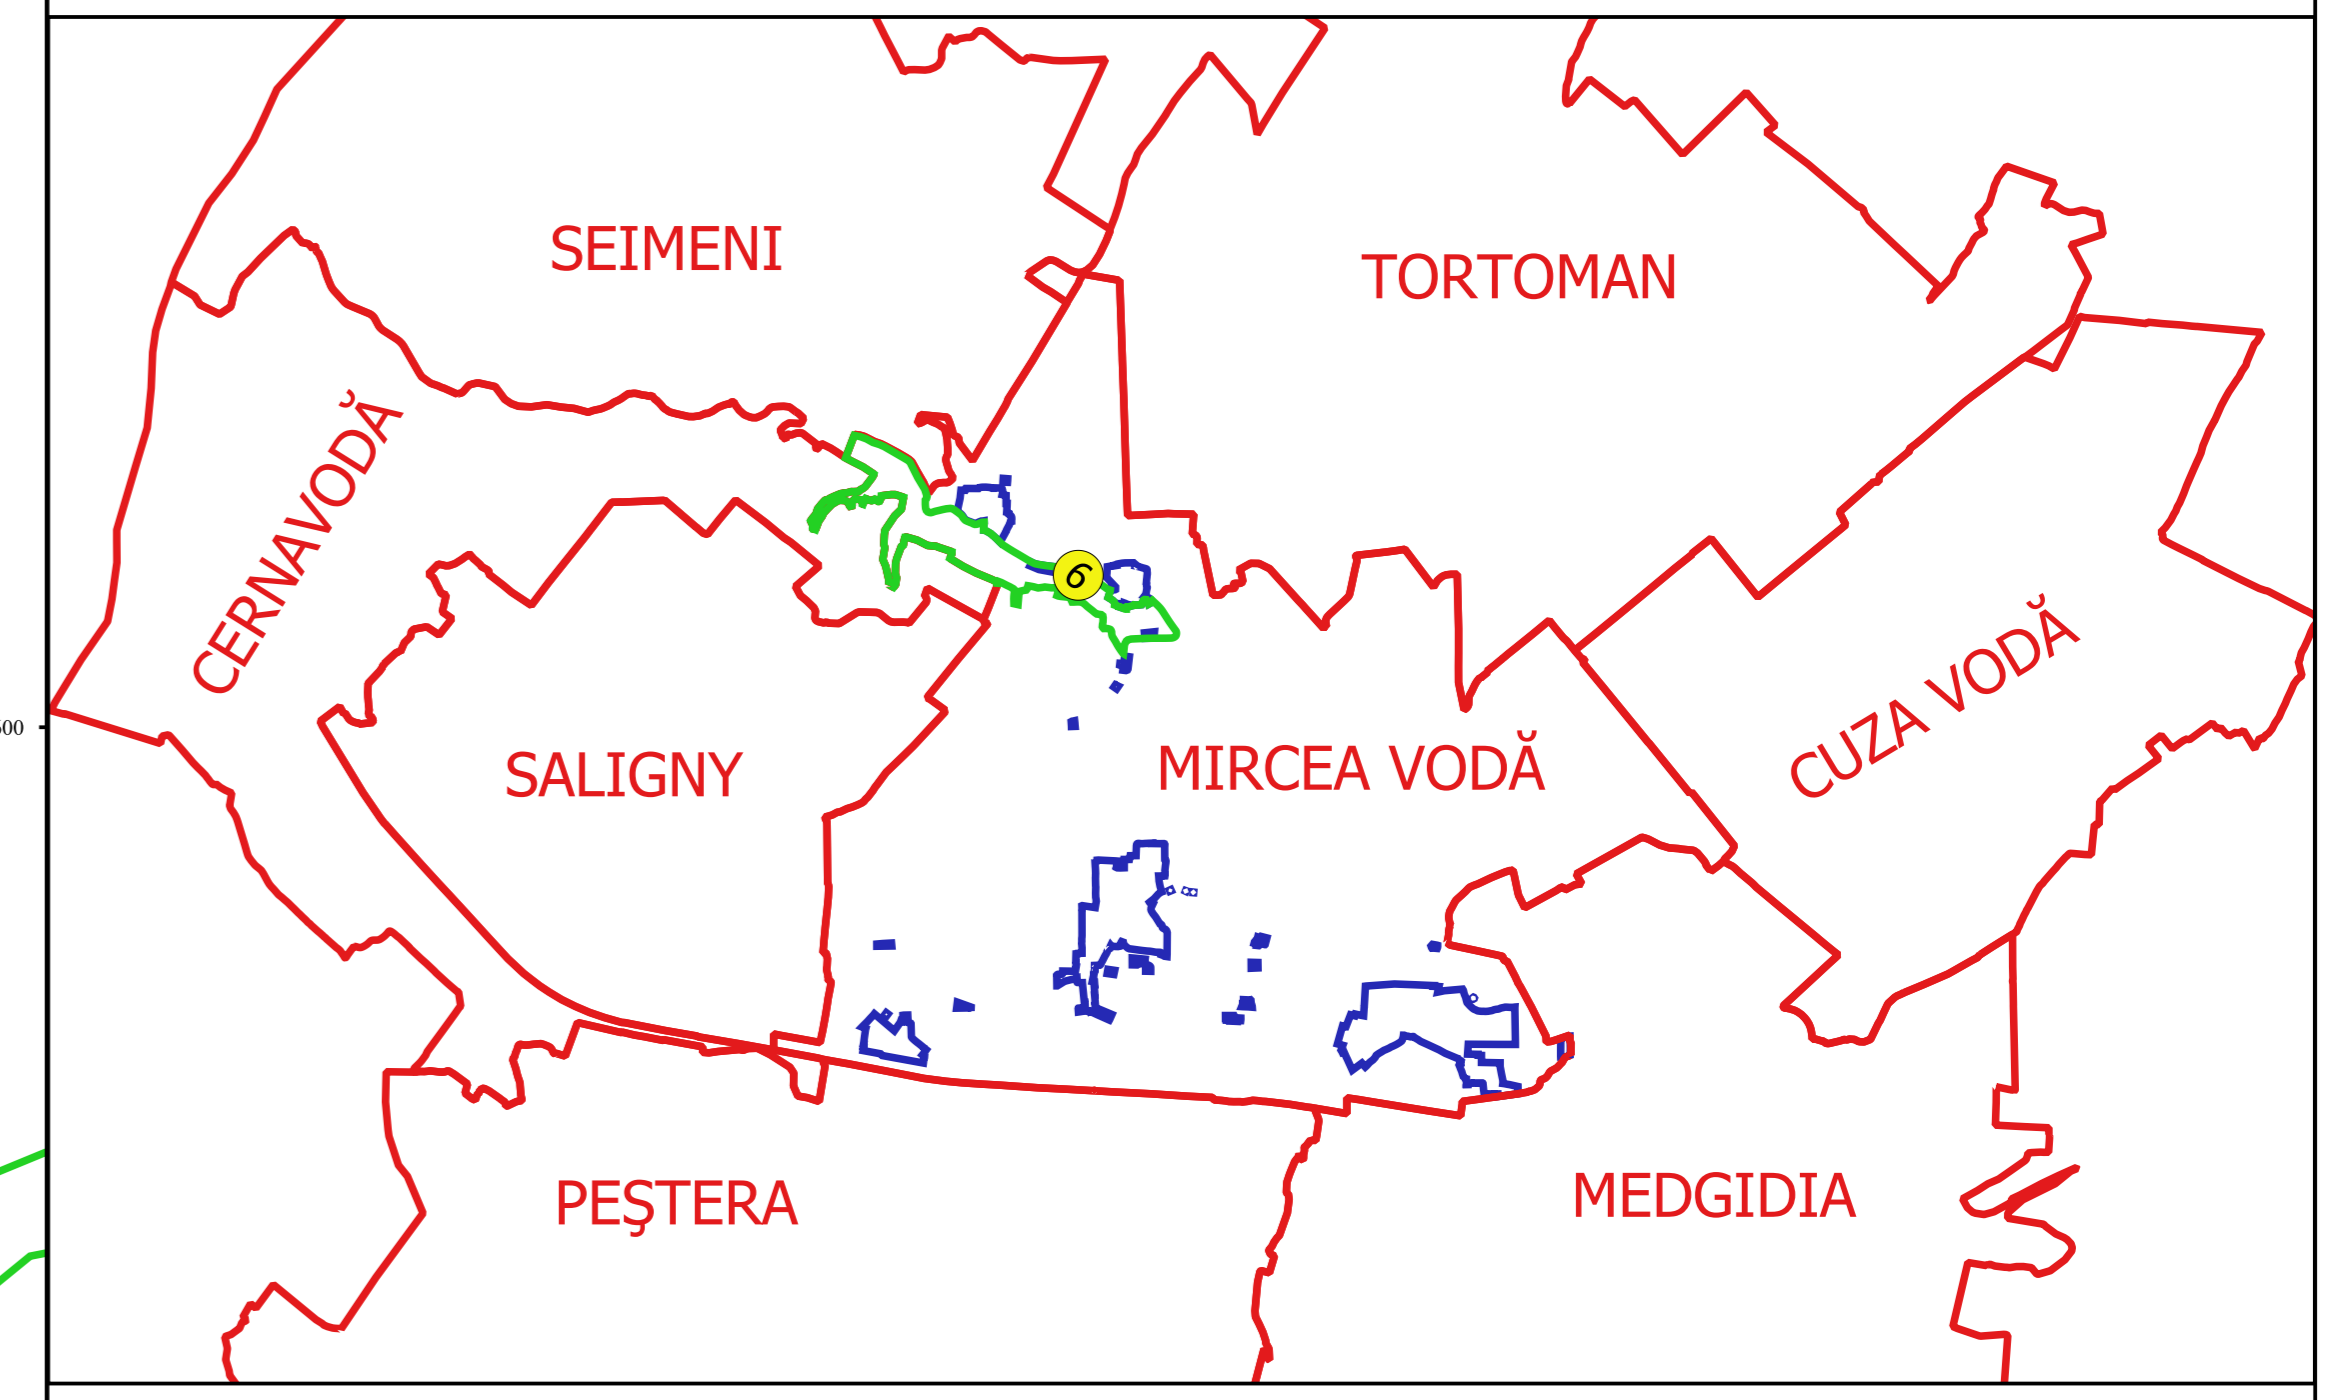 SEIMENI
TORTOMAN
CERNAVODĂ
6
CUZA VODĂ
SALIGNY
MIRCEA VODĂ
PEŞTERA
MEDGIDIA